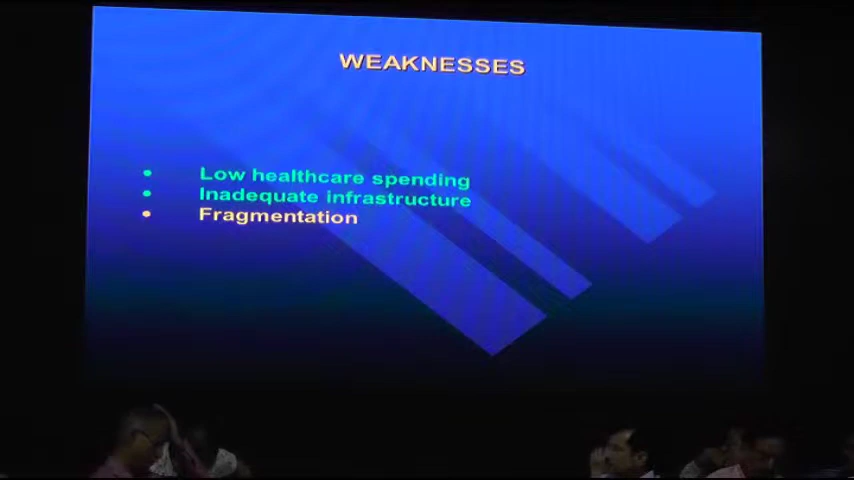 WEAKNESSES
• Low healthcare spending
• Inadequate infrastructure
• Fragmentation